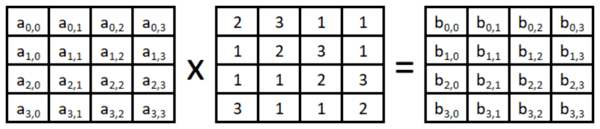 a0,0 a0,1 a0,2 a0,3 2 3 1 1 b0,0 b0,1 b0,2 b0,3
a1,0 a1,1 a1,2 a1,3 x 1 2 3 1 = b1,0 b1,1 b1,2 b1,3
a2,0 a2,1 a2,2 a2,3 1 1 2 3 b2,0 b2,1 b2,2 b2,3
a3,0 a3,1 a3,2 a3,3 3 1 1 2 b3,0 b3,1 b3,2 b3,3